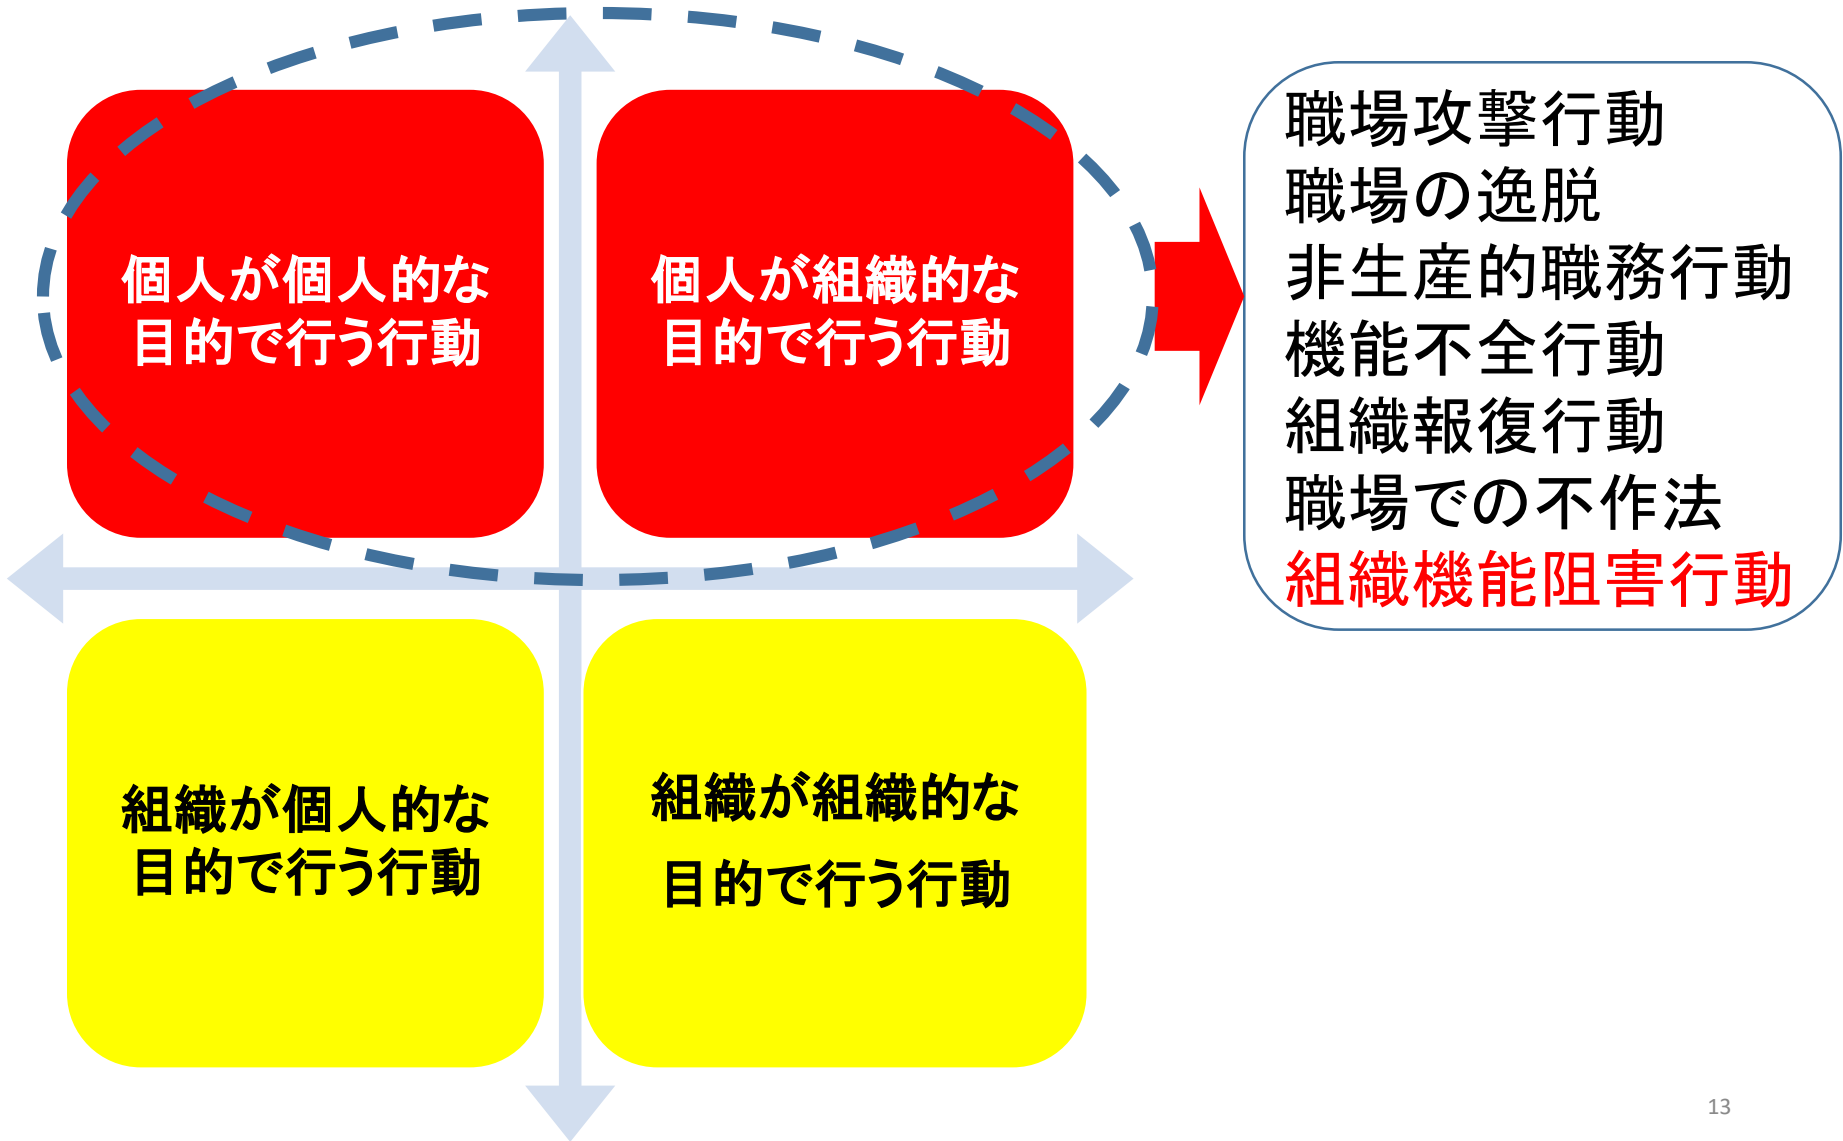 個人が個人的な
目的で行う行動
個人が組織的な
目的で行う行動
組織が個人的な
目的で行う行動
組織が組織的な
目的で行う行動
職場攻撃行動
職場の逸脱
非生産的職務行動
機能不全行動
組織報復行動
職場での不作法
組織機能阻害行動
13